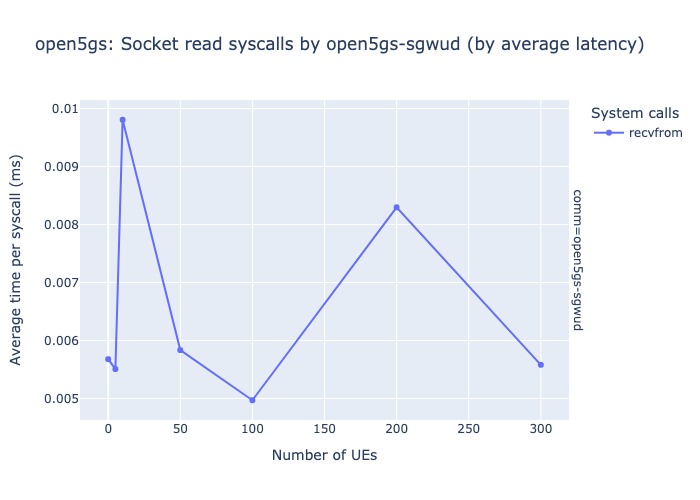 open5gs: Socket read syscalls by open5gs-sgwud (by average latency)
System calls
recvfrom
comm=open5gs-sgwud
Average time per syscall (ms)
0.01
0.009
0.008
0.007
0.006
0.005
0
50
100
150
200
250
300
Number of UEs